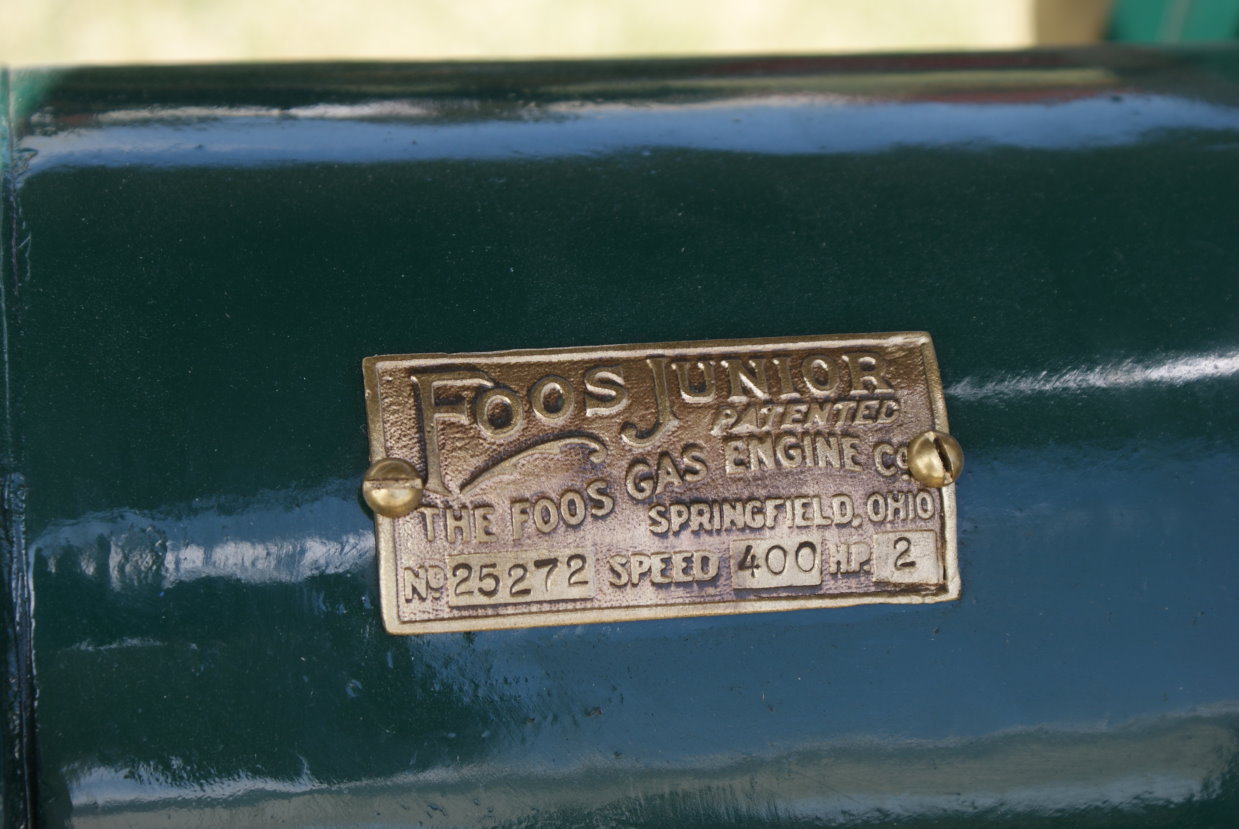 FOOS JUNIOR
PATENTED
THE FOOS GAS ENGINE CO.
SPRINGFIELD, OHIO
NO 25272 SPEED 400 HP. 2